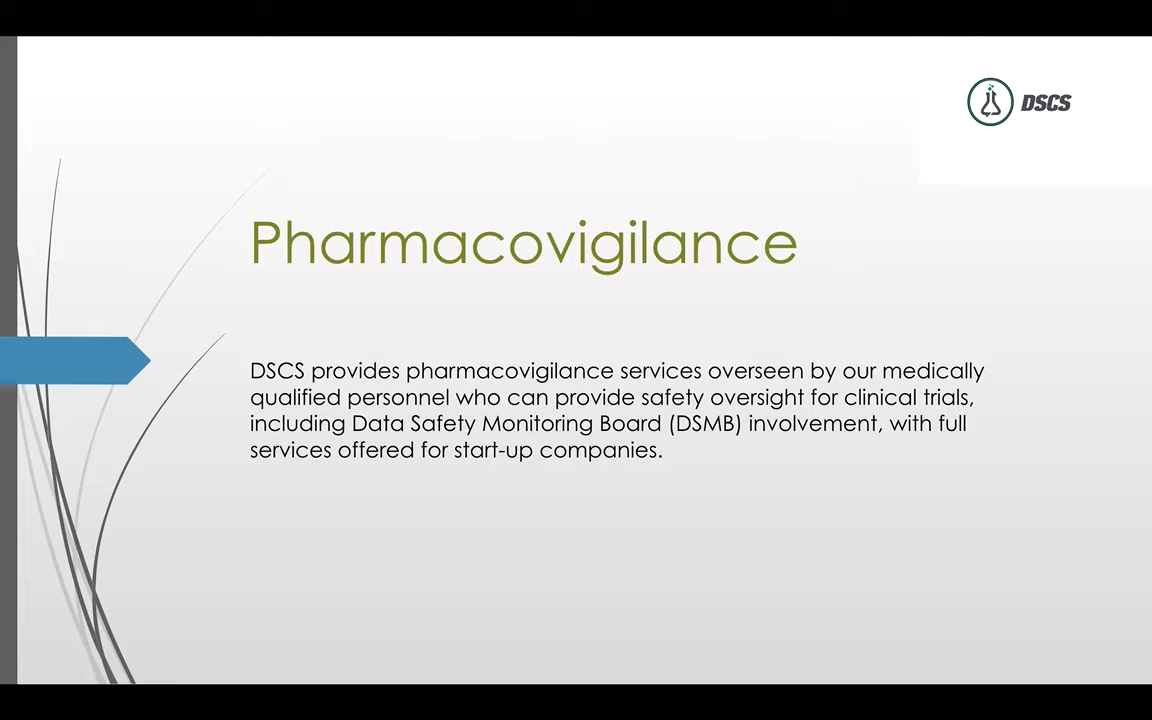 DSCS
Pharmacovigilance
DSCS provides pharmacovigilance services overseen by our medically
qualified personnel who can provide safety oversight for clinical trials,
including Data Safety Monitoring Board (DSMB) involvement, with full
services offered for start-up companies.